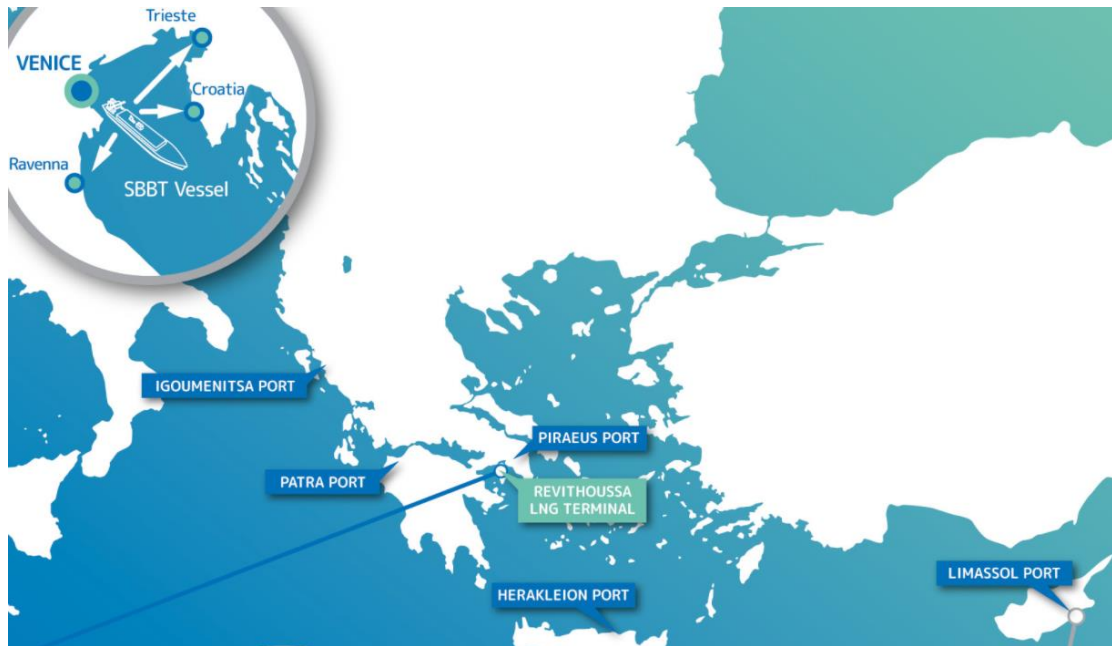 Trieste
VENICE
Croatia
Ravenna
SBBT Vessel
IGOUMENITSA PORT
PIRAEUS PORT
PATRA PORT
REVITHOUSSA
LNG TERMINAL
LIMASSOL PORT
HERAKLEION PORT